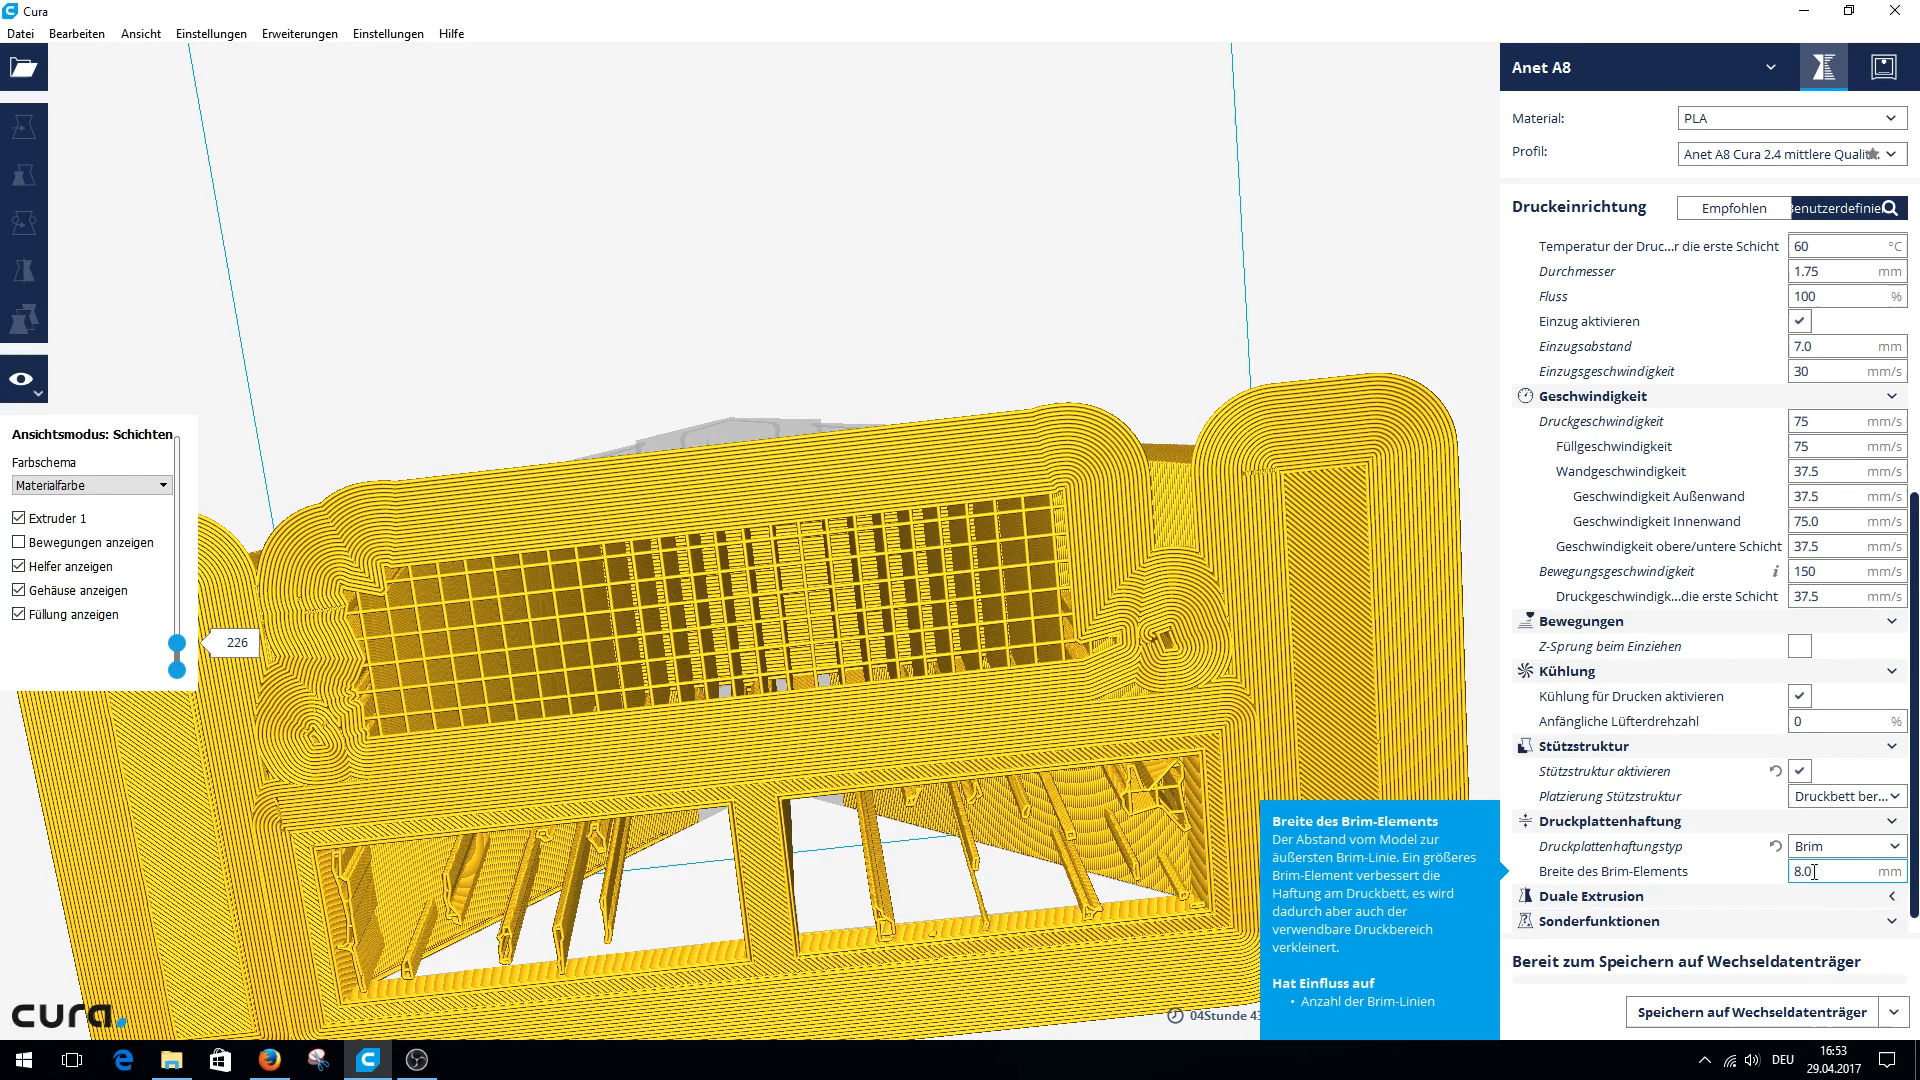 Cura
Datei Bearbeiten Ansicht Einstellungen Erweiterungen Einstellungen Hilfe
Anet A8
Material: PLA
Profil: Anet A8 Cura 2.4 mittlere Qualit
Druckeinrichtung Empfohlen Benutzerdefinier
Temperatur der Druc...r die erste Schicht 60 °C
Durchmesser 1.75 mm
Fluss 100 %
Einzug aktivieren
Einzugsabstand 7.0 mm
Einzugsgeschwindigkeit 30 mm/s
Geschwindigkeit
Druckgeschwindigkeit 75 mm/s
Füllgeschwindigkeit 75 mm/s
Wandgeschwindigkeit 37.5 mm/s
Geschwindigkeit Außenwand 37.5 mm/s
Geschwindigkeit Innenwand 75.0 mm/s
Geschwindigkeit obere/untere Schicht 37.5 mm/s
Bewegungsgeschwindigkeit i 150 mm/s
Druckgeschwindigk...die erste Schicht 37.5 mm/s
Bewegungen
Z-Sprung beim Einziehen
Kühlung
Kühlung für Drucken aktivieren
Anfängliche Lüfterdrehzahl 0 %
Stützstruktur
Stützstruktur aktivieren
Platzierung Stützstruktur Druckbett ber...
Druckplattenhaftung
Druckplattenhaftungstyp Brim
Breite des Brim-Elements 8.0 mm
Duale Extrusion
Sonderfunktionen
Bereit zum Speichern auf Wechseldatenträger
Speichern auf Wechseldatenträger
Ansichtsmodus: Schichten
Farbschema
Materialfarbe
Extruder 1
Bewegungen anzeigen
Helfer anzeigen
Gehäuse anzeigen
Füllung anzeigen
226
Breite des Brim-Elements
Der Abstand vom Model zur
äußersten Brim-Linie. Ein größeres
Brim-Element verbessert die
Haftung am Druckbett, es wird
dadurch aber auch der
verwendbare Druckbereich
verkleinert.
Hat Einfluss auf
• Anzahl der Brim-Linien
04Stunde
cura.
DEU
16:53
29.04.2017